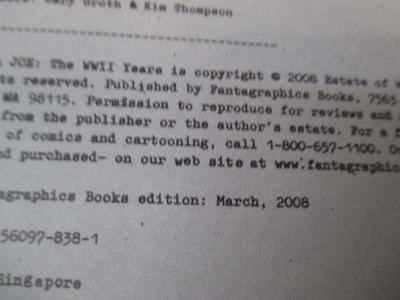 Gary Groth & Kim Thompson
JOE: The WWII Years is copyright © 2008 Estate of
reserved. Published by Fantagraphics Books, 7563
WA 98115. Permission to reproduce for reviews and
from the publisher or the author's estate. For a
of comics and cartooning, call 1-800-657-1100.
purchased- on our web site at www.fantagraphic
agraphics Books edition: March, 2008
56097-838-1
Singapore